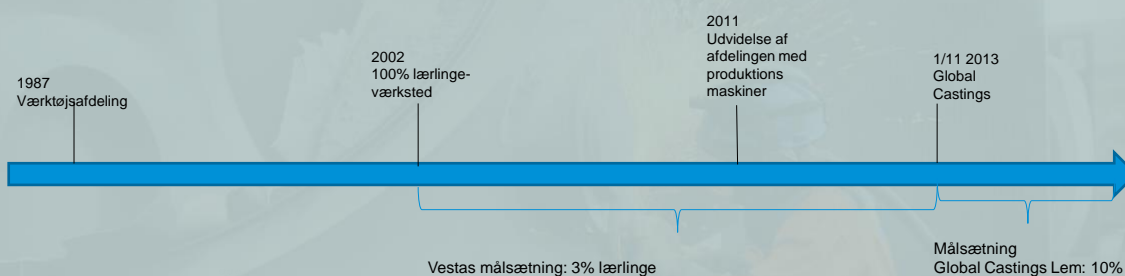 1987
Værktøjsafdeling
2002
100% lærlinge-
værksted
2011
Udvidelse af
afdelingen med
produktions
maskiner
1/11 2013
Global
Castings
Vestas målsætning: 3% lærlinge
Målsætning
Global Castings Lem: 10%